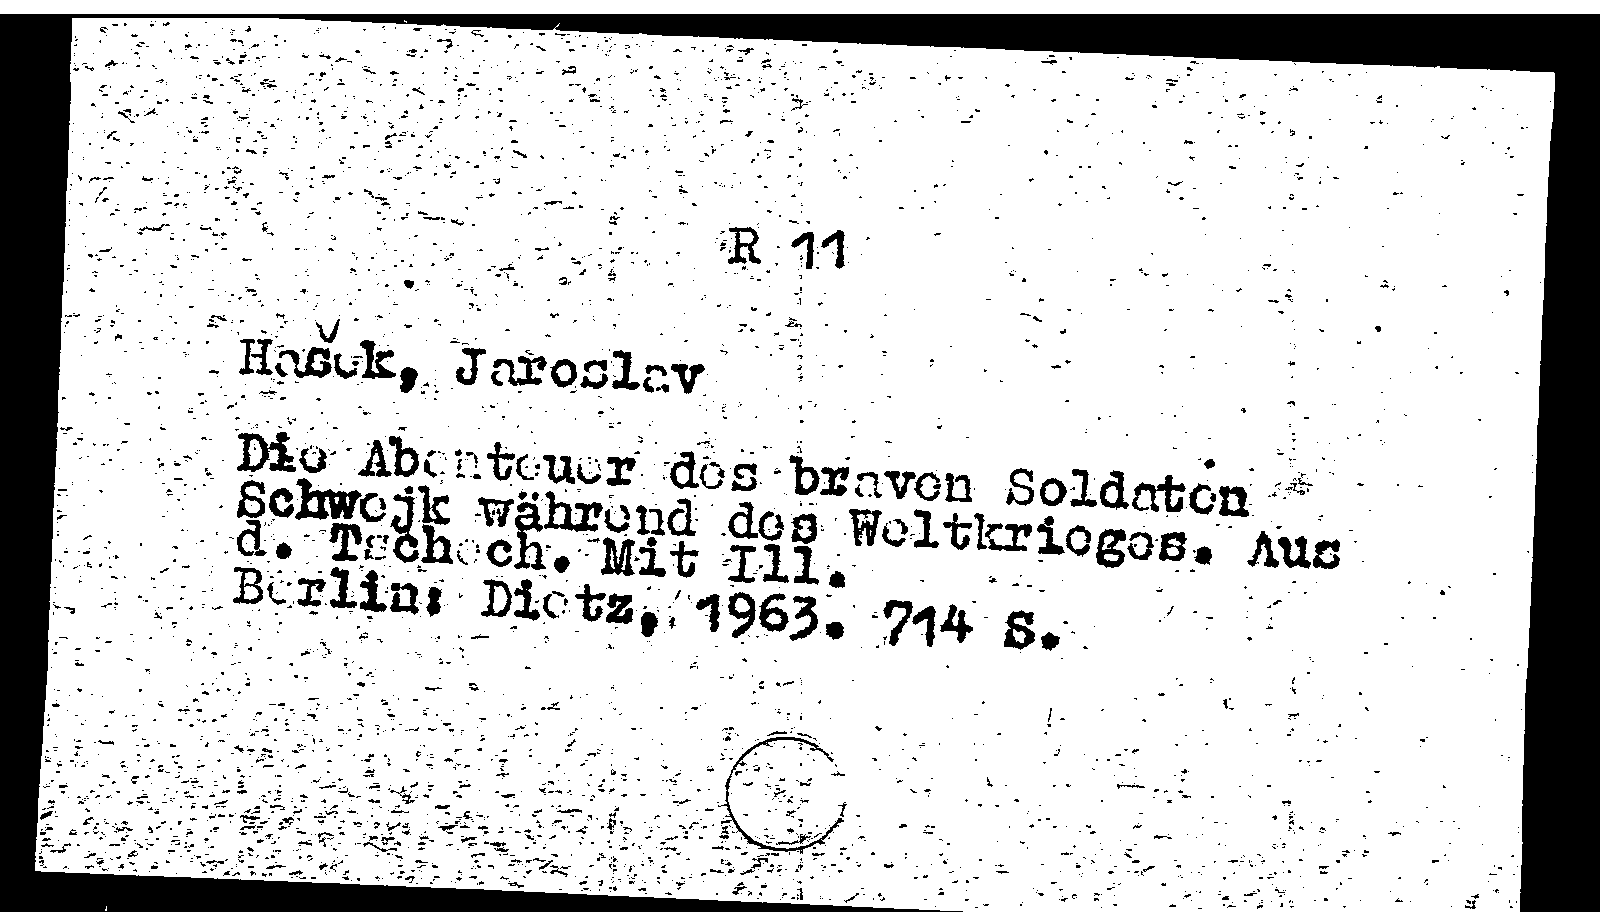 R 11
Hašek, Jaroslav
Die Abenteuer des braven Soldaten
Schwejk während des Weltkrieges. Aus
d. Tschech. Mit Ill.
Berlin: Dietz, 1963. 714 S.